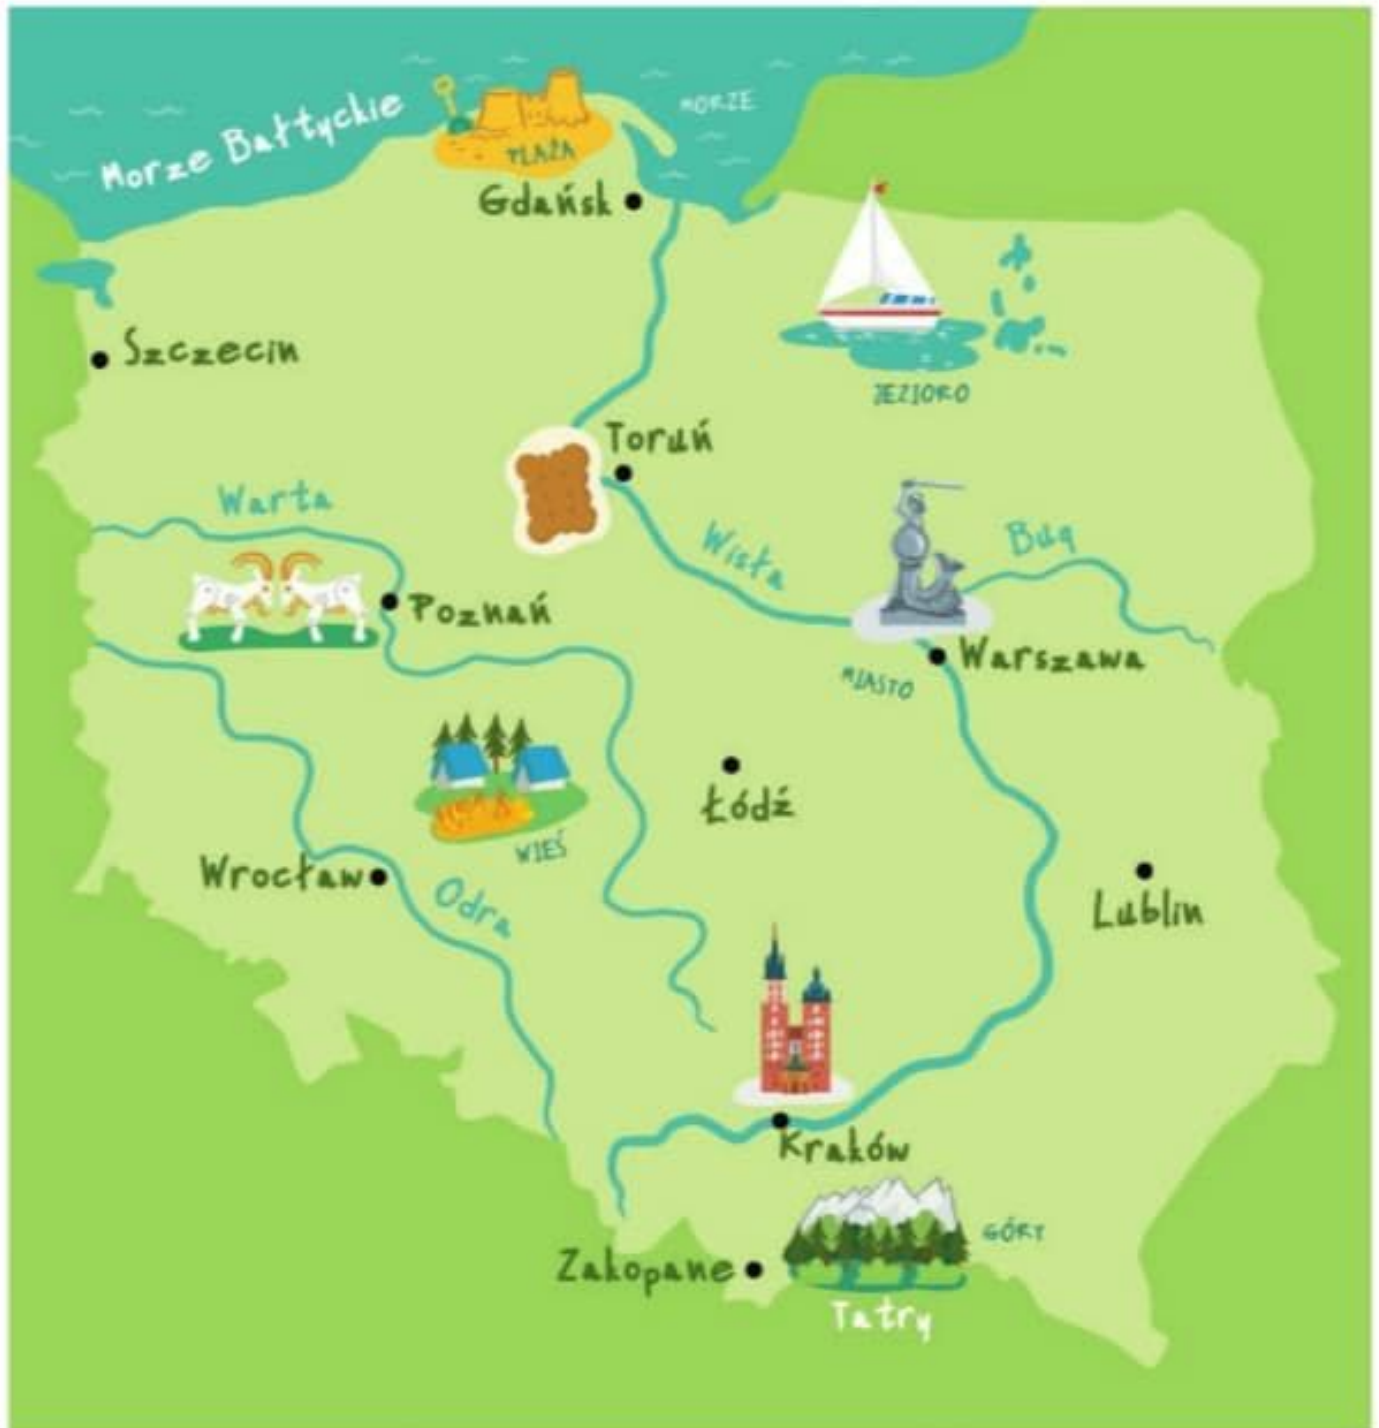 Morze Bałtyckie
MORZE
PLAŻA
Gdańsk
Szczecin
JEZIORO
Toruń
Warta
Wisła
Bug
Poznań
Warszawa
MIASTO
Łódź
WIEŚ
Wrocław
Odra
Lublin
Kraków
GÓRY
Zakopane
Tatry